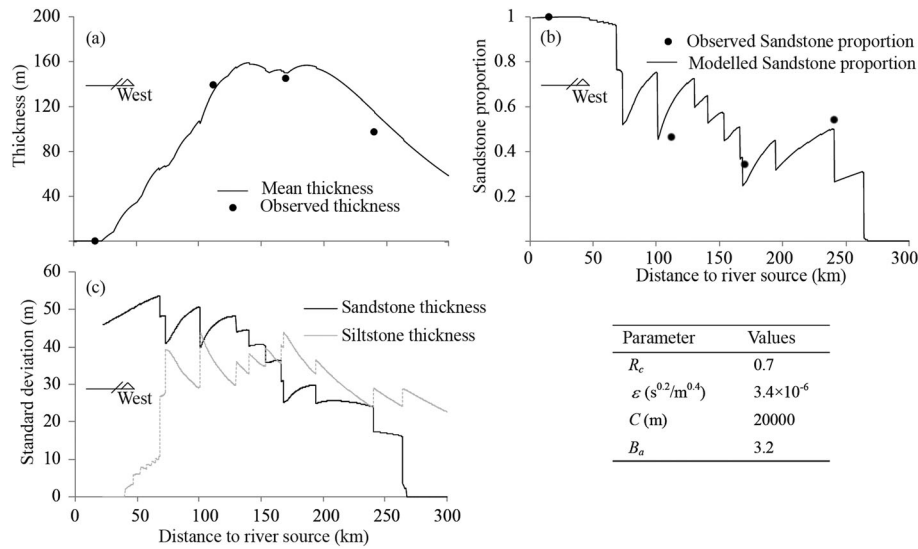 200
160
120
80
40
Thickness (m)
(a)
West
Mean thickness
Observed thickness
1
0.8
0.6
0.4
0.2
Sandstone proportion
(b)
Observed Sandstone proportion
Modelled Sandstone proportion
West
0 50 100 150 200 250 300
Distance to river source (km)
60
50
40
30
20
10
0
Standard deviation (m)
(c)
Sandstone thickness
Siltstone thickness
West
0 50 100 150 200 250 300
Distance to river source (km)
Parameter Values
R_c 0.7
ε (s^0.2/m^0.4) 3.4×10^-6
C (m) 20000
B_a 3.2